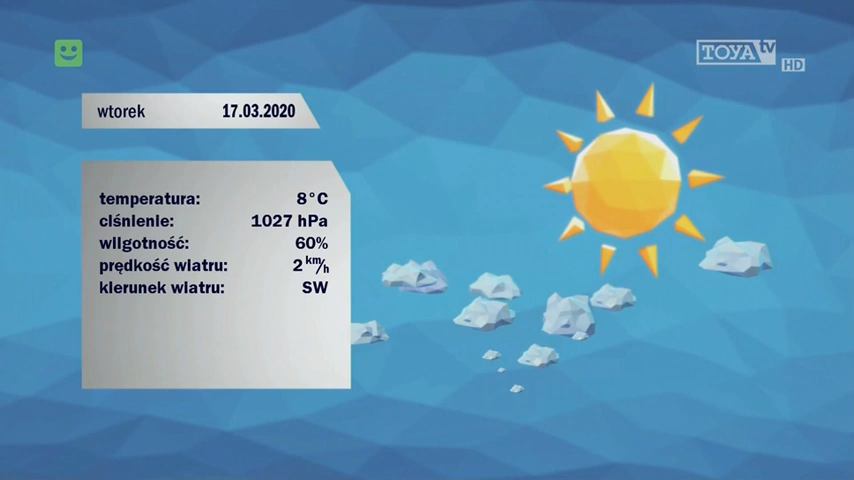 TOYA tv
HD
wtorek 17.03.2020
temperatura: 8°C
ciśnienie: 1027 hPa
wilgotność: 60%
prędkość wiatru: 2 km/h
kierunek wiatru: SW